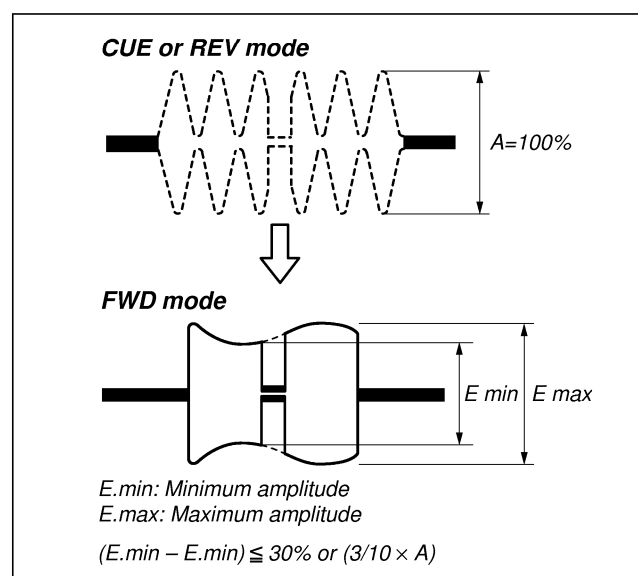 CUE or REV mode
A=100%
FWD mode
E min
E max
E.min: Minimum amplitude
E.max: Maximum amplitude
(E.min – E.min) ≦ 30% or (3/10 × A)